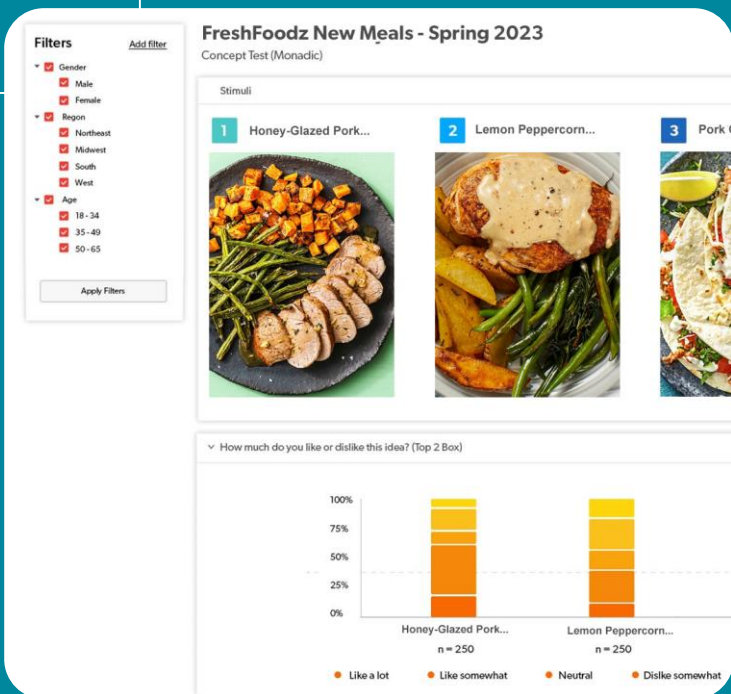 Filters
Add filter
Gender
Male
Female
Regon
Northeast
Midwest
South
West
Age
18 - 34
35 - 49
50 - 65
Apply Filters
FreshFoodz New Meals - Spring 2023
Concept Test (Monadic)
Stimuli
1 Honey-Glazed Pork...
2 Lemon Peppercorn...
3 Pork
How much do you like or dislike this idea? (Top 2 Box)
100%
75%
50%
25%
0%
Honey-Glazed Pork...
n = 250
Lemon Peppercorn...
n = 250
Like a lot
Like somewhat
Neutral
Dislke somewhat